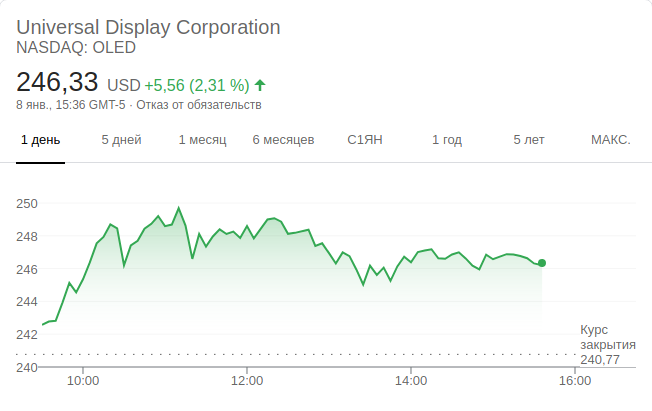 Universal Display Corporation
NASDAQ: OLED
246,33 USD +5,56 (2,31 %)
8 янв., 15:36 GMT-5 · Отказ от обязательств
1 день 5 дней 1 месяц 6 месяцев С1ЯН 1 год 5 лет МАКС.
250
248
246
244
242
240
Курс
закрытия
240,77
10:00 12:00 14:00 16:00